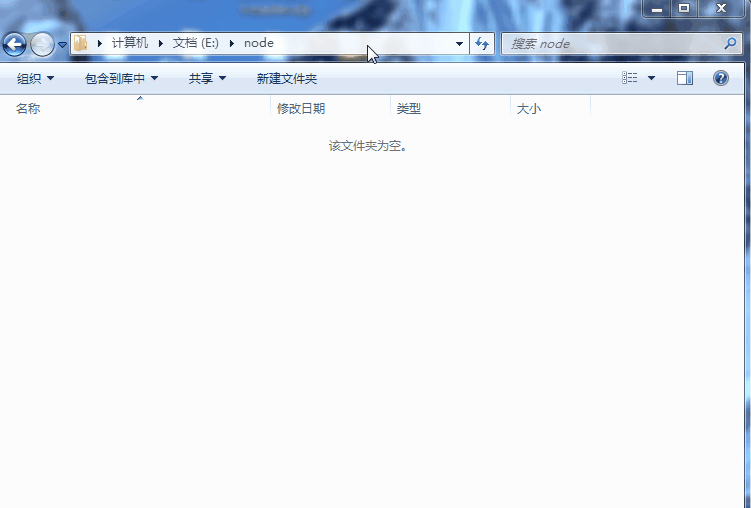 计算机 文档 (E:) node 搜索 node
组织 包含到库中 共享 新建文件夹
名称 修改日期 类型 大小
该文件夹为空。